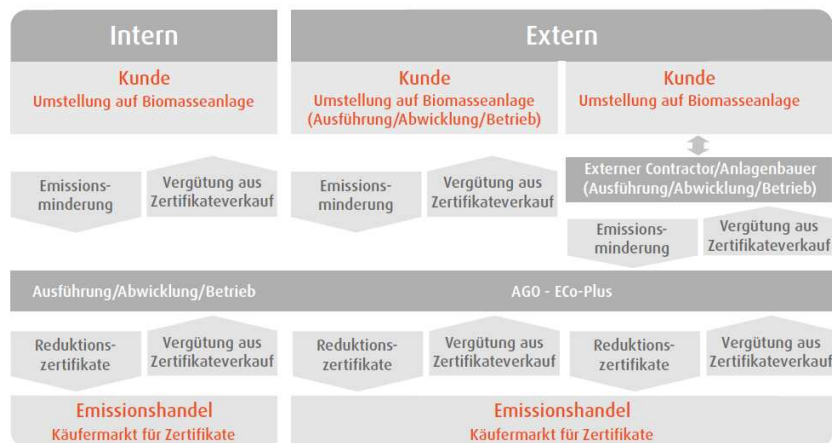 Intern
Extern
Kunde
Umstellung auf Biomasseanlage
Kunde
Umstellung auf Biomasseanlage
(Ausführung/Abwicklung/Betrieb)
Kunde
Umstellung auf Biomasseanlage
Externer Contractor/Anlagenbauer
(Ausführung/Abwicklung/Betrieb)
Emissions-
minderung
Vergütung aus
Zertifikateverkauf
Emissions-
minderung
Vergütung aus
Zertifikateverkauf
Emissions-
minderung
Vergütung aus
Zertifikateverkauf
Ausführung/Abwicklung/Betrieb
AGO - ECo-Plus
Reduktions-
zertifikate
Vergütung aus
Zertifikateverkauf
Reduktions-
zertifikate
Vergütung aus
Zertifikateverkauf
Reduktions-
zertifikate
Vergütung aus
Zertifikateverkauf
Emissionshandel
Käufermarkt für Zertifikate
Emissionshandel
Käufermarkt für Zertifikate